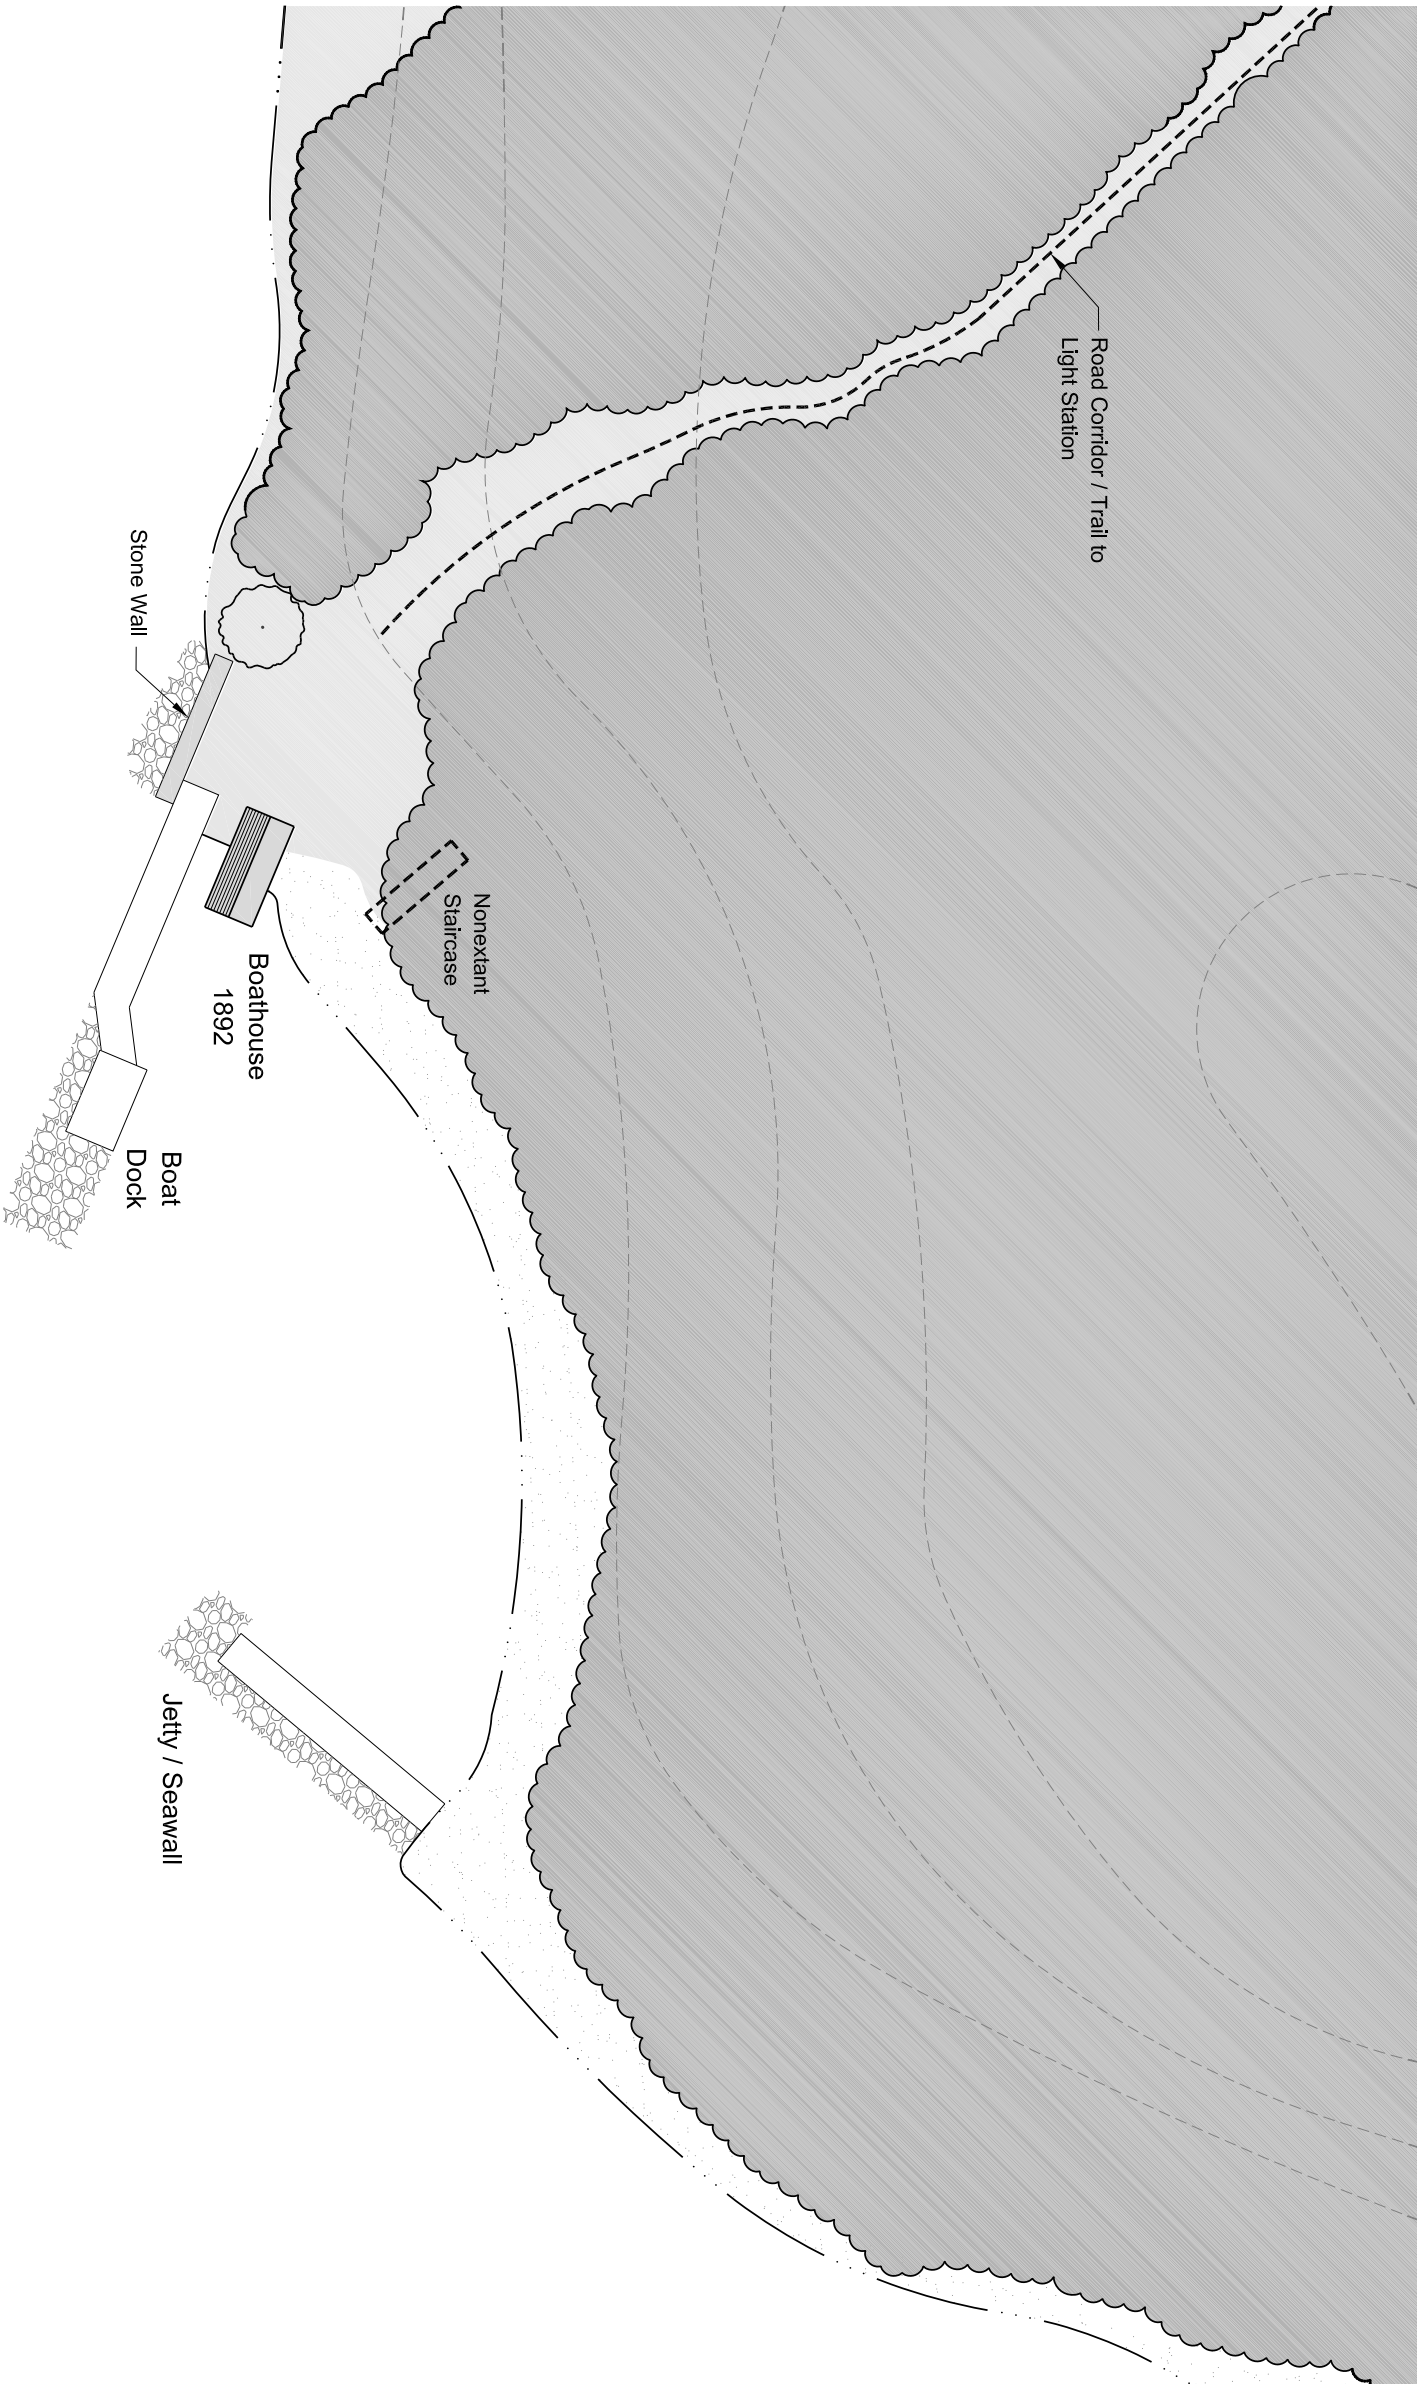 Road Corridor / Trail to
Light Station
Stone Wall
Nonextant
Staircase
Boathouse
1892
Boat
Dock
Jetty / Seawall